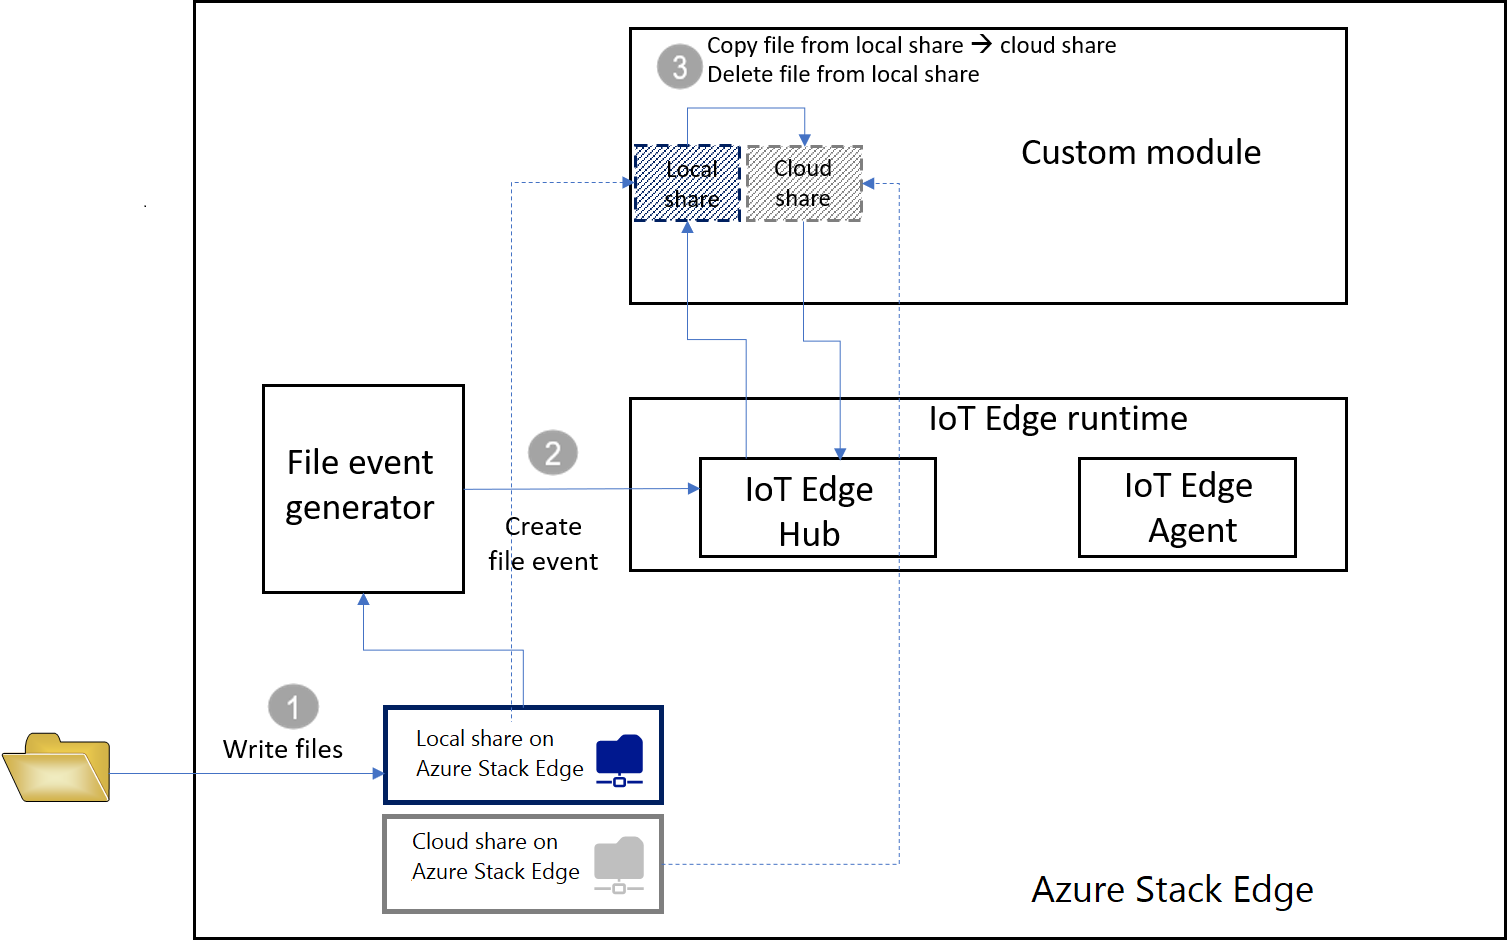 3
Copy file from local share → cloud share
Delete file from local share
Local
share
Cloud
share
Custom module
File event
generator
2
Create
file event
IoT Edge runtime
IoT Edge
Hub
IoT Edge
Agent
1
Write files
Local share on
Azure Stack Edge
Cloud share on
Azure Stack Edge
Azure Stack Edge